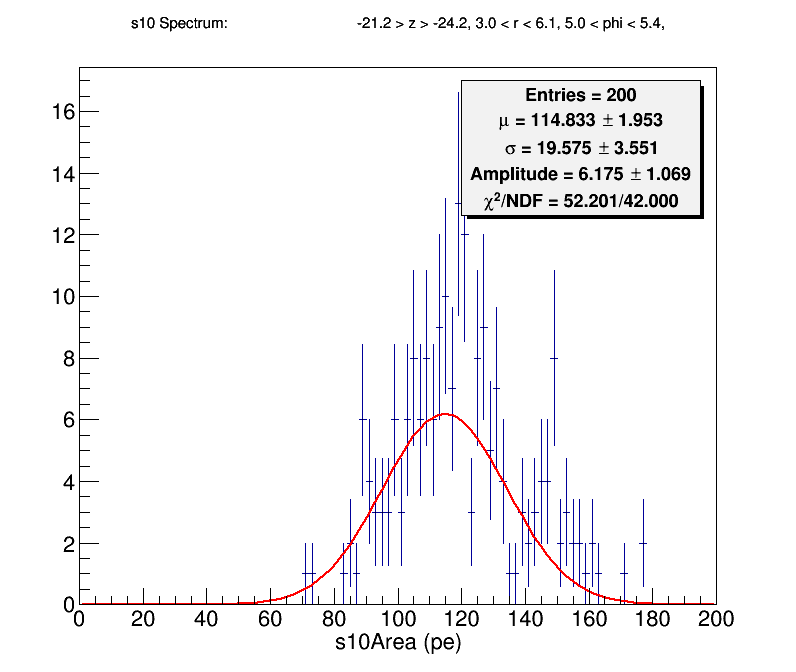 s10 Spectrum: -21.2 > z > -24.2, 3.0 < r < 6.1, 5.0 < phi < 5.4,
Entries = 200
μ = 114.833 ± 1.953
σ = 19.575 ± 3.551
Amplitude = 6.175 ± 1.069
χ²/NDF = 52.201/42.000
16
14
12
10
8
6
4
2
0
0 20 40 60 80 100 120 140 160 180 200
s10Area (pe)